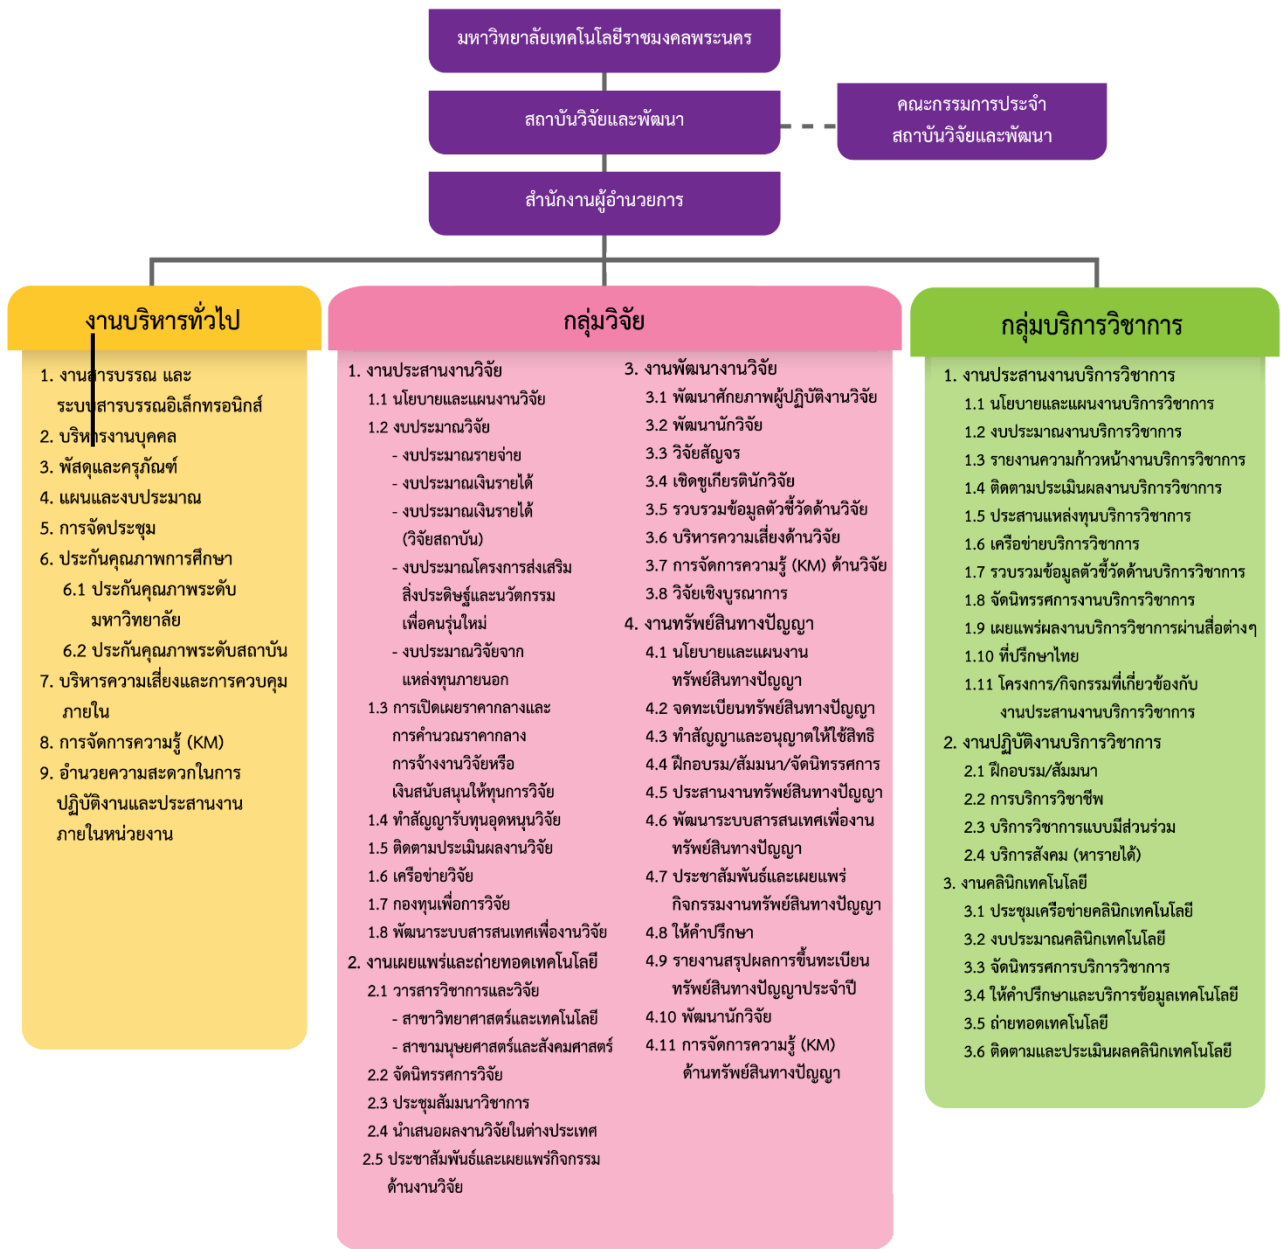 มหาวิทยาลัยเทคโนโลยีราชมงคลพระนคร
สถาบันวิจัยและพัฒนา
คณะกรรมการประจำ
สถาบันวิจัยและพัฒนา
สำนักงานผู้อำนวยการ
งานบริหารทั่วไป
1. งานสารบรรณ และ
ระบบสารบรรณอิเล็กทรอนิกส์
2. บริหารงานบุคคล
3. พัสดุและครุภัณฑ์
4. แผนและงบประมาณ
5. การจัดประชุม
6. ประกันคุณภาพการศึกษา
6.1 ประกันคุณภาพระดับ
มหาวิทยาลัย
6.2 ประกันคุณภาพระดับสถาบัน
7. บริหารความเสี่ยงและการควบคุม
ภายใน
8. การจัดการความรู้ (KM)
9. อำนวยความสะดวกในการ
ปฏิบัติงานและประสานงาน
ภายในหน่วยงาน
กลุ่มวิจัย
1. งานประสานงานวิจัย
1.1 นโยบายและแผนงานวิจัย
1.2 งบประมาณวิจัย
- งบประมาณรายจ่าย
- งบประมาณเงินรายได้
- งบประมาณเงินรายได้
(วิจัยสถาบัน)
- งบประมาณโครงการส่งเสริม
สิ่งประดิษฐ์และนวัตกรรม
เพื่อคนรุ่นใหม่
- งบประมาณวิจัยจาก
แหล่งทุนภายนอก
1.3 การเปิดเผยราคากลางและ
การคำนวณราคากลาง
การจ้างงานวิจัยหรือ
เงินสนับสนุนให้ทุนการวิจัย
1.4 ทำสัญญารับทุนอุดหนุนวิจัย
1.5 ติดตามประเมินผลงานวิจัย
1.6 เครือข่ายวิจัย
1.7 กองทุนเพื่อการวิจัย
1.8 พัฒนาระบบสารสนเทศเพื่องานวิจัย
2. งานเผยแพร่และถ่ายทอดเทคโนโลยี
2.1 วารสารวิชาการและวิจัย
- สาขาวิทยาศาสตร์และเทคโนโลยี
- สาขามนุษยศาสตร์และสังคมศาสตร์
2.2 จัดนิทรรศการวิจัย
2.3 ประชุมสัมมนาวิชาการ
2.4 นำเสนอผลงานวิจัยในต่างประเทศ
2.5 ประชาสัมพันธ์และเผยแพร่กิจกรรม
ด้านงานวิจัย
3. งานพัฒนางานวิจัย
3.1 พัฒนาศักยภาพผู้ปฏิบัติงานวิจัย
3.2 พัฒนานักวิจัย
3.3 วิจัยสัญจร
3.4 เชิดชูเกียรตินักวิจัย
3.5 รวบรวมข้อมูลตัวชี้วัดด้านวิจัย
3.6 บริหารความเสี่ยงด้านวิจัย
3.7 การจัดการความรู้ (KM) ด้านวิจัย
3.8 วิจัยเชิงบูรณาการ
4. งานทรัพย์สินทางปัญญา
4.1 นโยบายและแผนงาน
ทรัพย์สินทางปัญญา
4.2 จดทะเบียนทรัพย์สินทางปัญญา
4.3 ทำสัญญาและอนุญาตให้ใช้สิทธิ
4.4 ฝึกอบรม/สัมมนา/จัดนิทรรศการ
4.5 ประสานงานทรัพย์สินทางปัญญา
4.6 พัฒนาระบบสารสนเทศเพื่องาน
ทรัพย์สินทางปัญญา
4.7 ประชาสัมพันธ์และเผยแพร่
กิจกรรมงานทรัพย์สินทางปัญญา
4.8 ให้คำปรึกษา
4.9 รายงานสรุปผลการขึ้นทะเบียน
ทรัพย์สินทางปัญญาประจำปี
4.10 พัฒนานักวิจัย
4.11 การจัดการความรู้ (KM)
ด้านทรัพย์สินทางปัญญา
กลุ่มบริการวิชาการ
1. งานประสานงานบริการวิชาการ
1.1 นโยบายและแผนงานบริการวิชาการ
1.2 งบประมาณงานบริการวิชาการ
1.3 รายงานความก้าวหน้างานบริการวิชาการ
1.4 ติดตามประเมินผลงานบริการวิชาการ
1.5 ประสานแหล่งทุนบริการวิชาการ
1.6 เครือข่ายบริการวิชาการ
1.7 รวบรวมข้อมูลตัวชี้วัดด้านบริการวิชาการ
1.8 จัดนิทรรศการงานบริการวิชาการ
1.9 เผยแพร่ผลงานบริการวิชาการผ่านสื่อต่างๆ
1.10 ที่ปรึกษาไทย
1.11 โครงการ/กิจกรรมที่เกี่ยวข้องกับ
งานประสานงานบริการวิชาการ
2. งานปฏิบัติงานบริการวิชาการ
2.1 ฝึกอบรม/สัมมนา
2.2 การบริการวิชาชีพ
2.3 บริการวิชาการแบบมีส่วนร่วม
2.4 บริการสังคม (หารายได้)
3. งานคลินิกเทคโนโลยี
3.1 ประชุมเครือข่ายคลินิกเทคโนโลยี
3.2 งบประมาณคลินิกเทคโนโลยี
3.3 จัดนิทรรศการบริการวิชาการ
3.4 ให้คำปรึกษาและบริการข้อมูลเทคโนโลยี
3.5 ถ่ายทอดเทคโนโลยี
3.6 ติดตามและประเมินผลคลินิกเทคโนโลยี